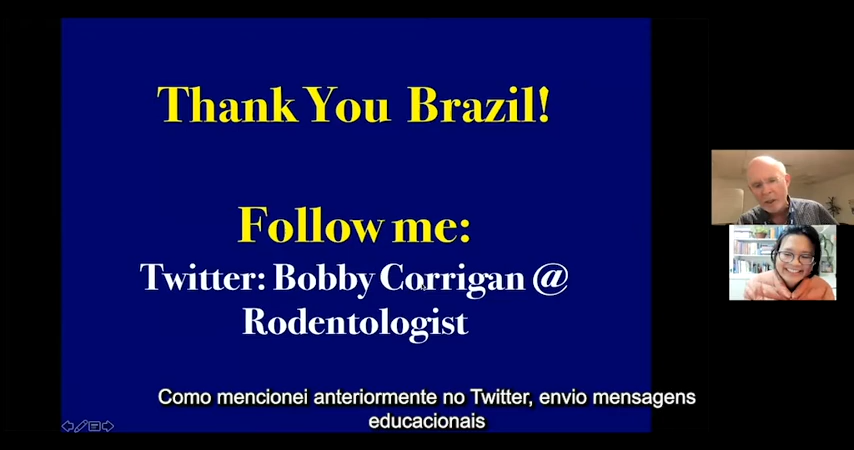 Thank You Brazil!
Follow me:
Twitter: Bobby Corrigan @
Rodentologist
Como mencionei anteriormente no Twitter, envio mensagens
educacionais